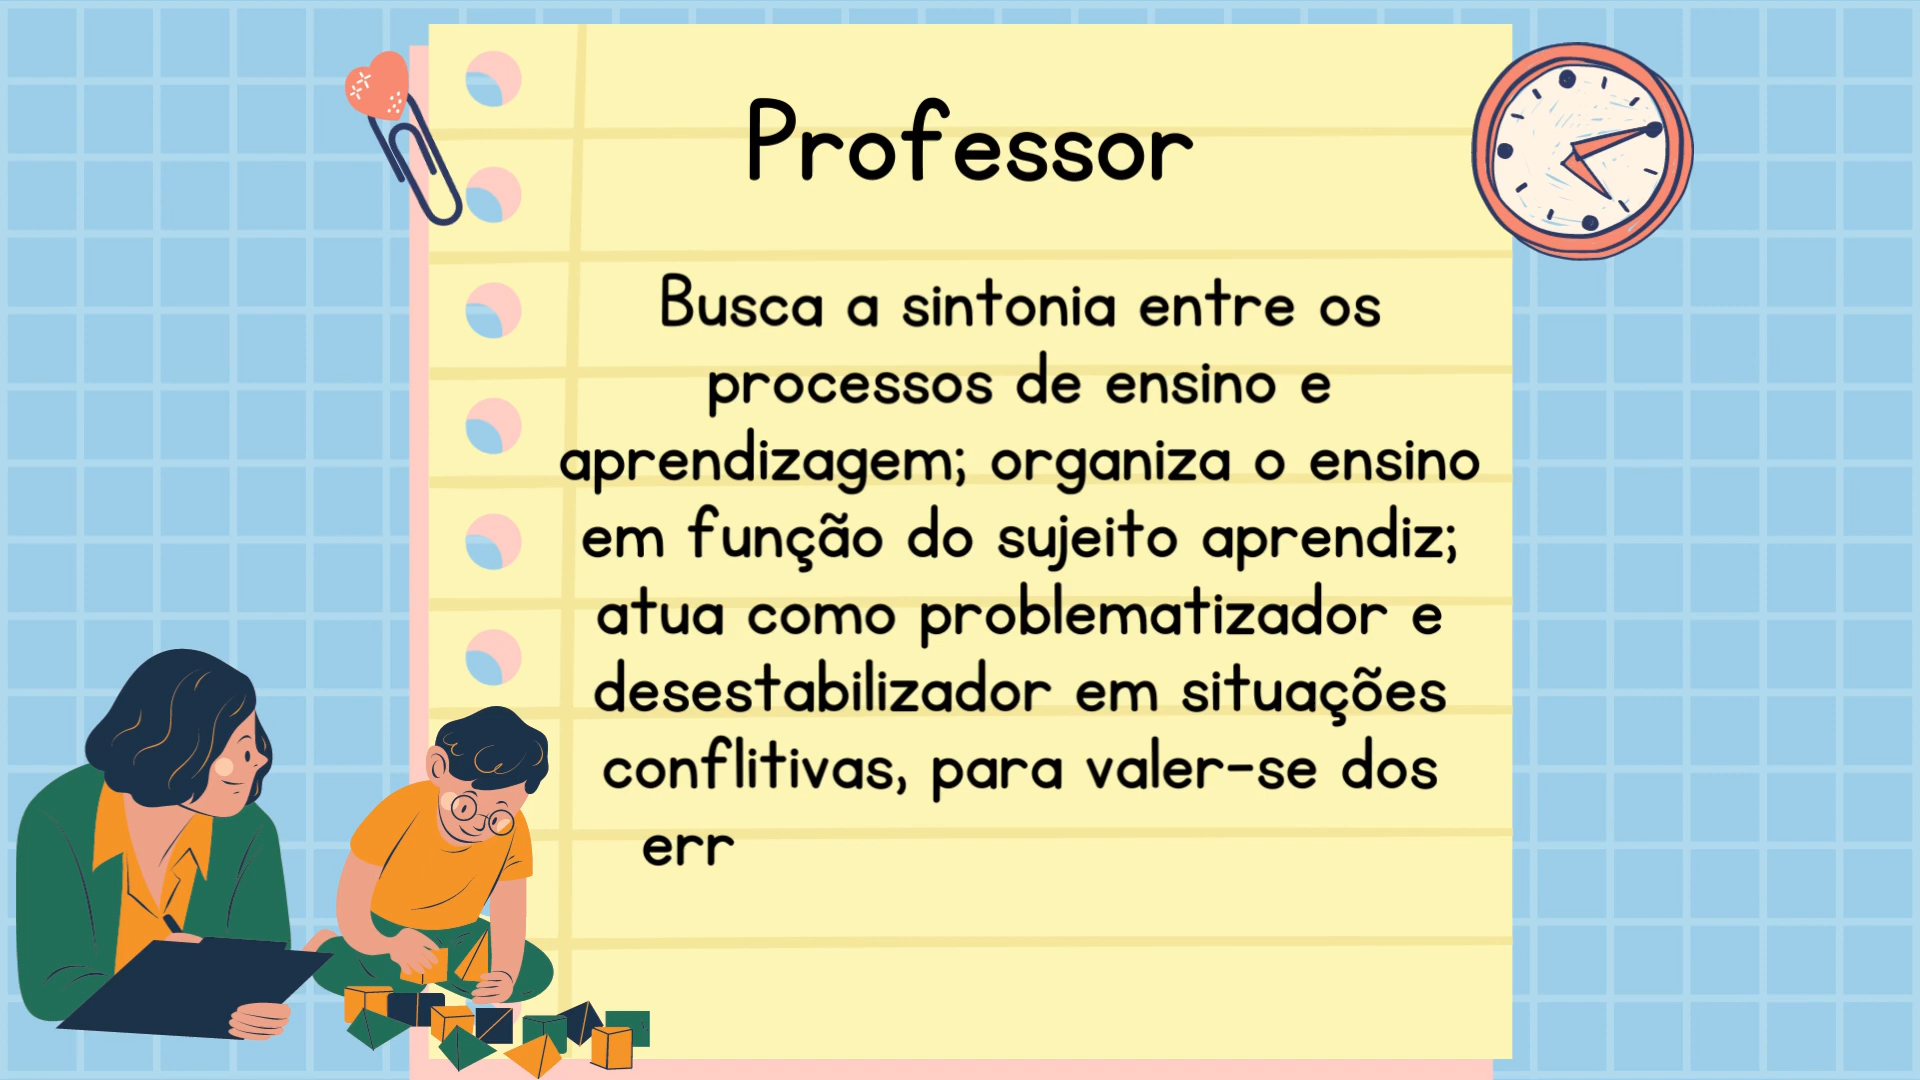 Professor
Busca a sintonia entre os
processos de ensino e
aprendizagem; organiza o ensino
em função do sujeito aprendiz;
atua como problematizador e
desestabilizador em situações
conflitivas, para valer-se dos
err